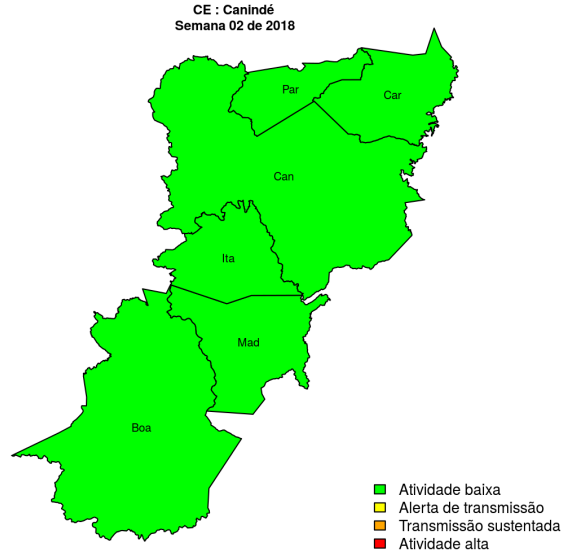 CE : Canindé
Semana 02 de 2018
Par
Car
Can
Ita
Mad
Boa
Atividade baixa
Alerta de transmissão
Transmissão sustentada
Atividade alta